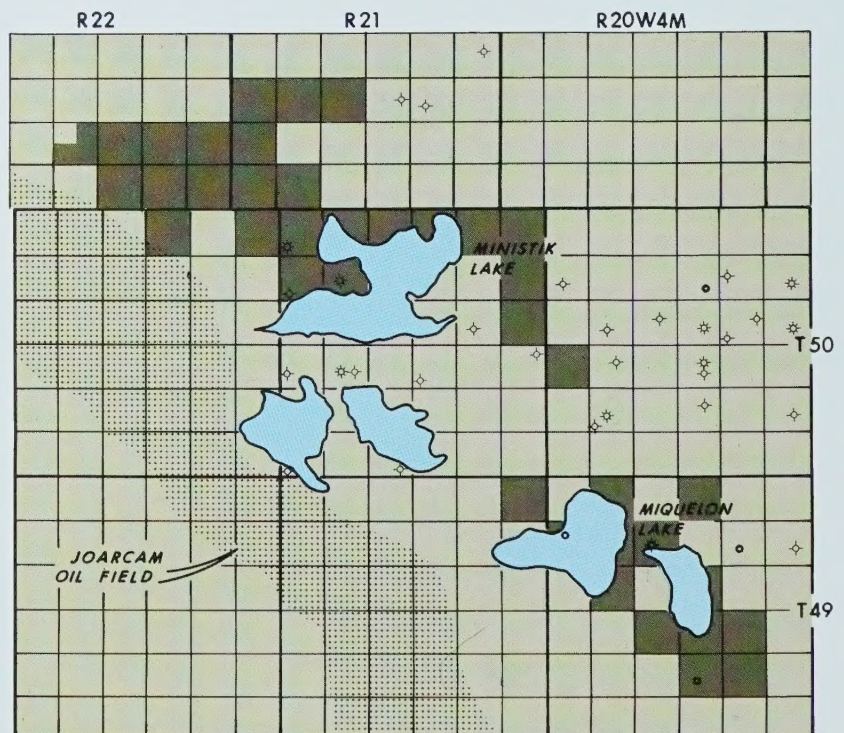 R22 R21 R20W4M
MINISTIK
LAKE
T50
MIQUELON
LAKE
JOARCAM
OIL FIELD
T49